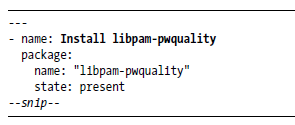 ---
- name: Install libpam-pwquality
  package:
    name: "libpam-pwquality"
    state: present
--snip--